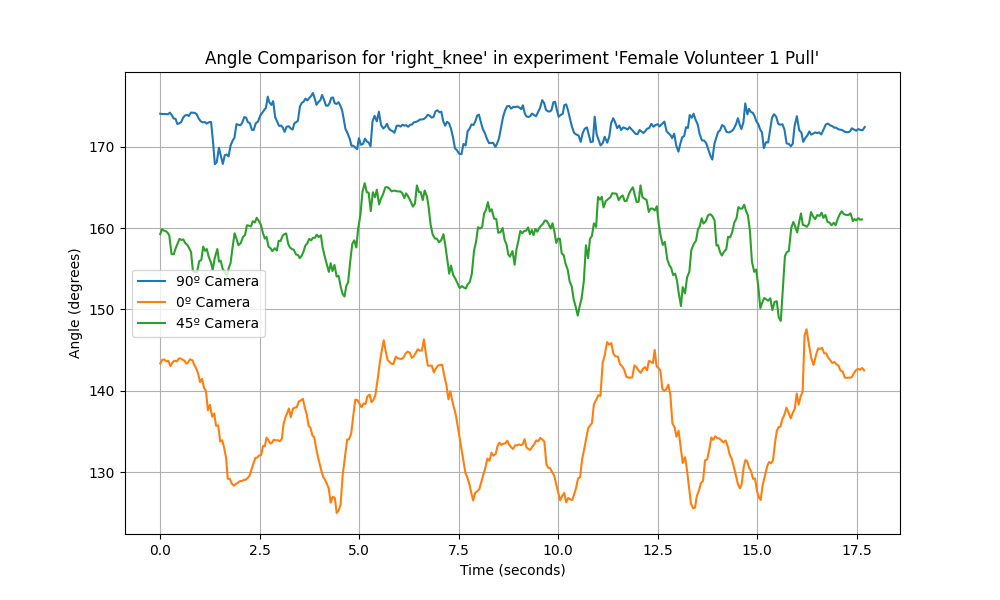 Angle Comparison for 'right_knee' in experiment 'Female Volunteer 1 Pull'
Angle (degrees)
170
160
150
140
130
90º Camera
0º Camera
45º Camera
0.0 2.5 5.0 7.5 10.0 12.5 15.0 17.5
Time (seconds)